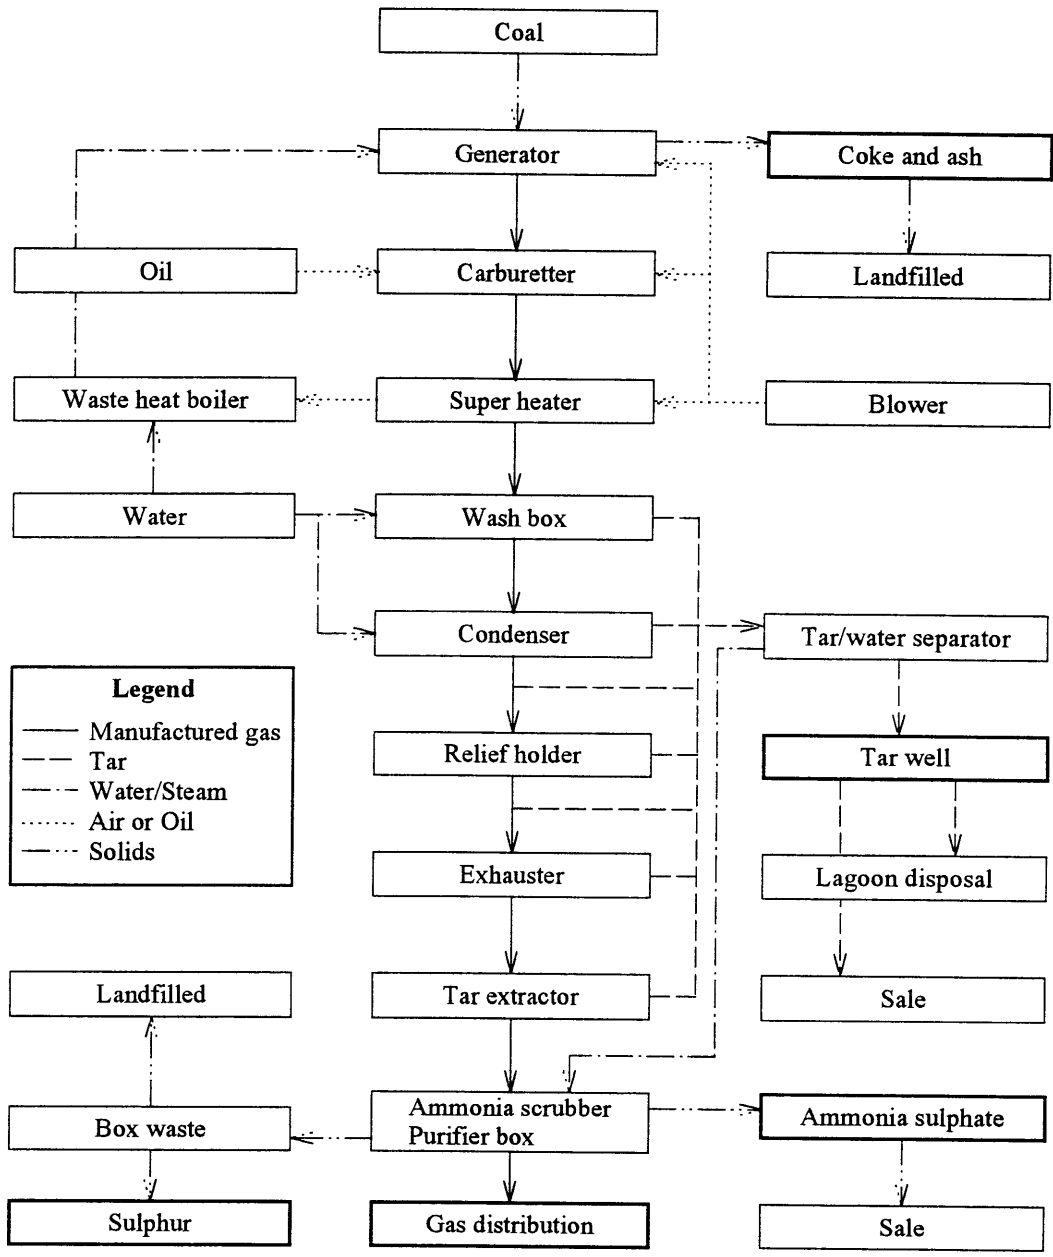 Coal
Generator
Coke and ash
Oil
Carburetter
Landfilled
Waste heat boiler
Super heater
Blower
Water
Wash box
Condenser
Tar/water separator
Legend
Manufactured gas
Tar
Water/Steam
Air or Oil
Solids
Relief holder
Tar well
Exhauster
Lagoon disposal
Landfilled
Tar extractor
Sale
Box waste
Ammonia scrubber
Purifier box
Ammonia sulphate
Sulphur
Gas distribution
Sale